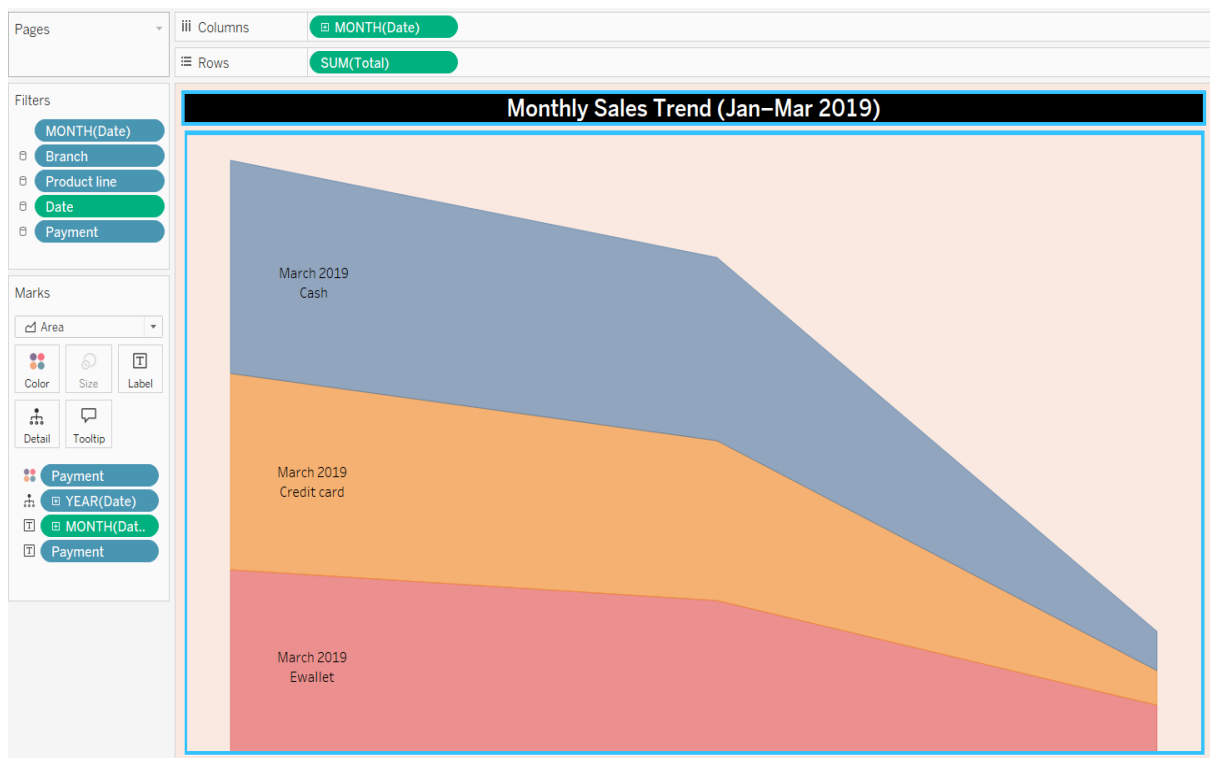 Pages
Columns
MONTH(Date)
Rows
SUM(Total)
Filters
MONTH(Date)
Branch
Product line
Date
Payment
Marks
Area
Color
Size
Label
Detail
Tooltip
Payment
YEAR(Date)
MONTH(Dat..
Payment
Monthly Sales Trend (Jan–Mar 2019)
March 2019
Cash
March 2019
Credit card
March 2019
Ewallet